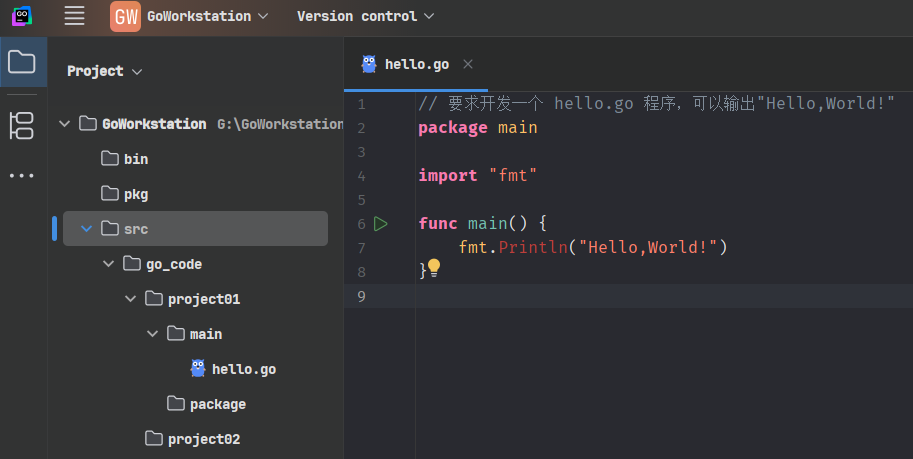 GO
GW GoWorkstation Version control
Project
GoWorkstation G:\GoWorkstation
bin
pkg
src
go_code
project01
main
hello.go
package
project02
hello.go
1 // 要求开发一个 hello.go 程序，可以输出"Hello,World!"
2 package main
3
4 import "fmt"
5
6 func main() {
7 fmt.Println("Hello,World!")
8 }
9